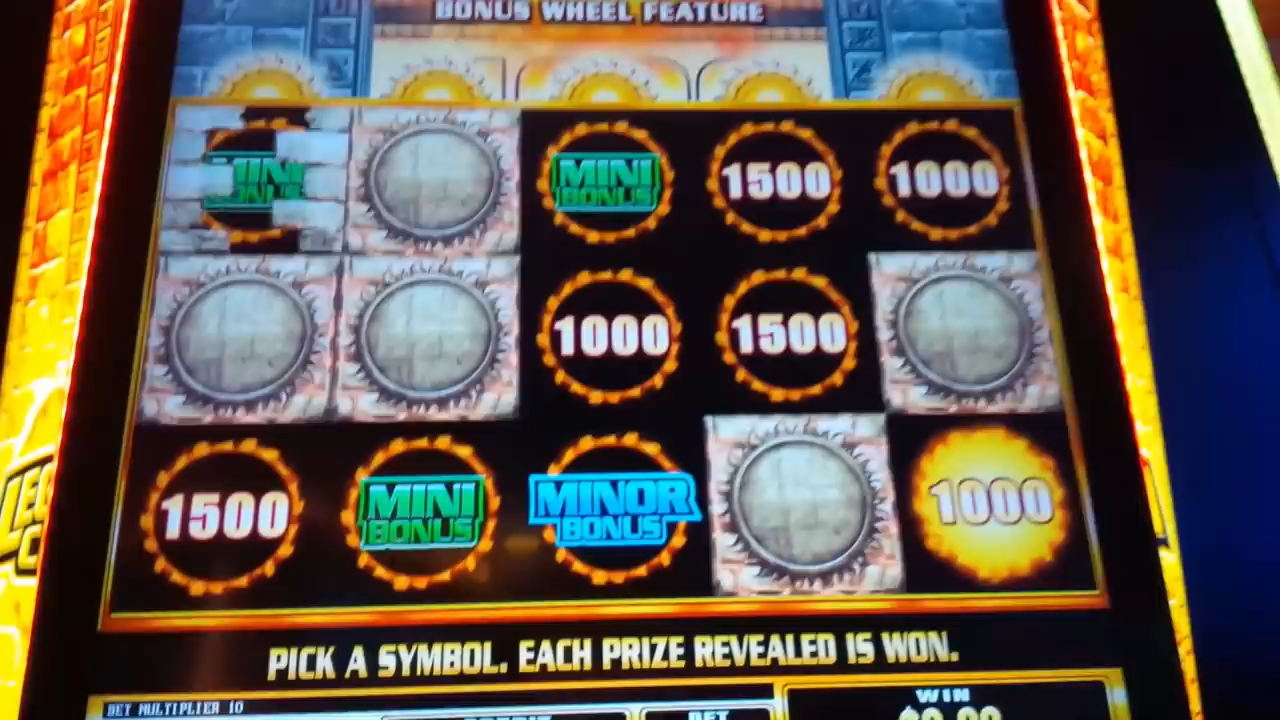 BONUS WHEEL FEATURE
MINI BONUS
1500
1000
1000
1500
1500
MINI BONUS
MINOR BONUS
1000
PICK A SYMBOL. EACH PRIZE REVEALED IS WON.
BET MULTIPLIER 10
BET
WIN